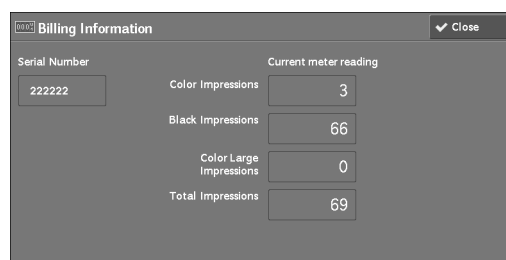 Billing Information
Close
Serial Number
Current meter reading
222222
Color Impressions
3
Black Impressions
66
Color Large
Impressions
0
Total Impressions
69